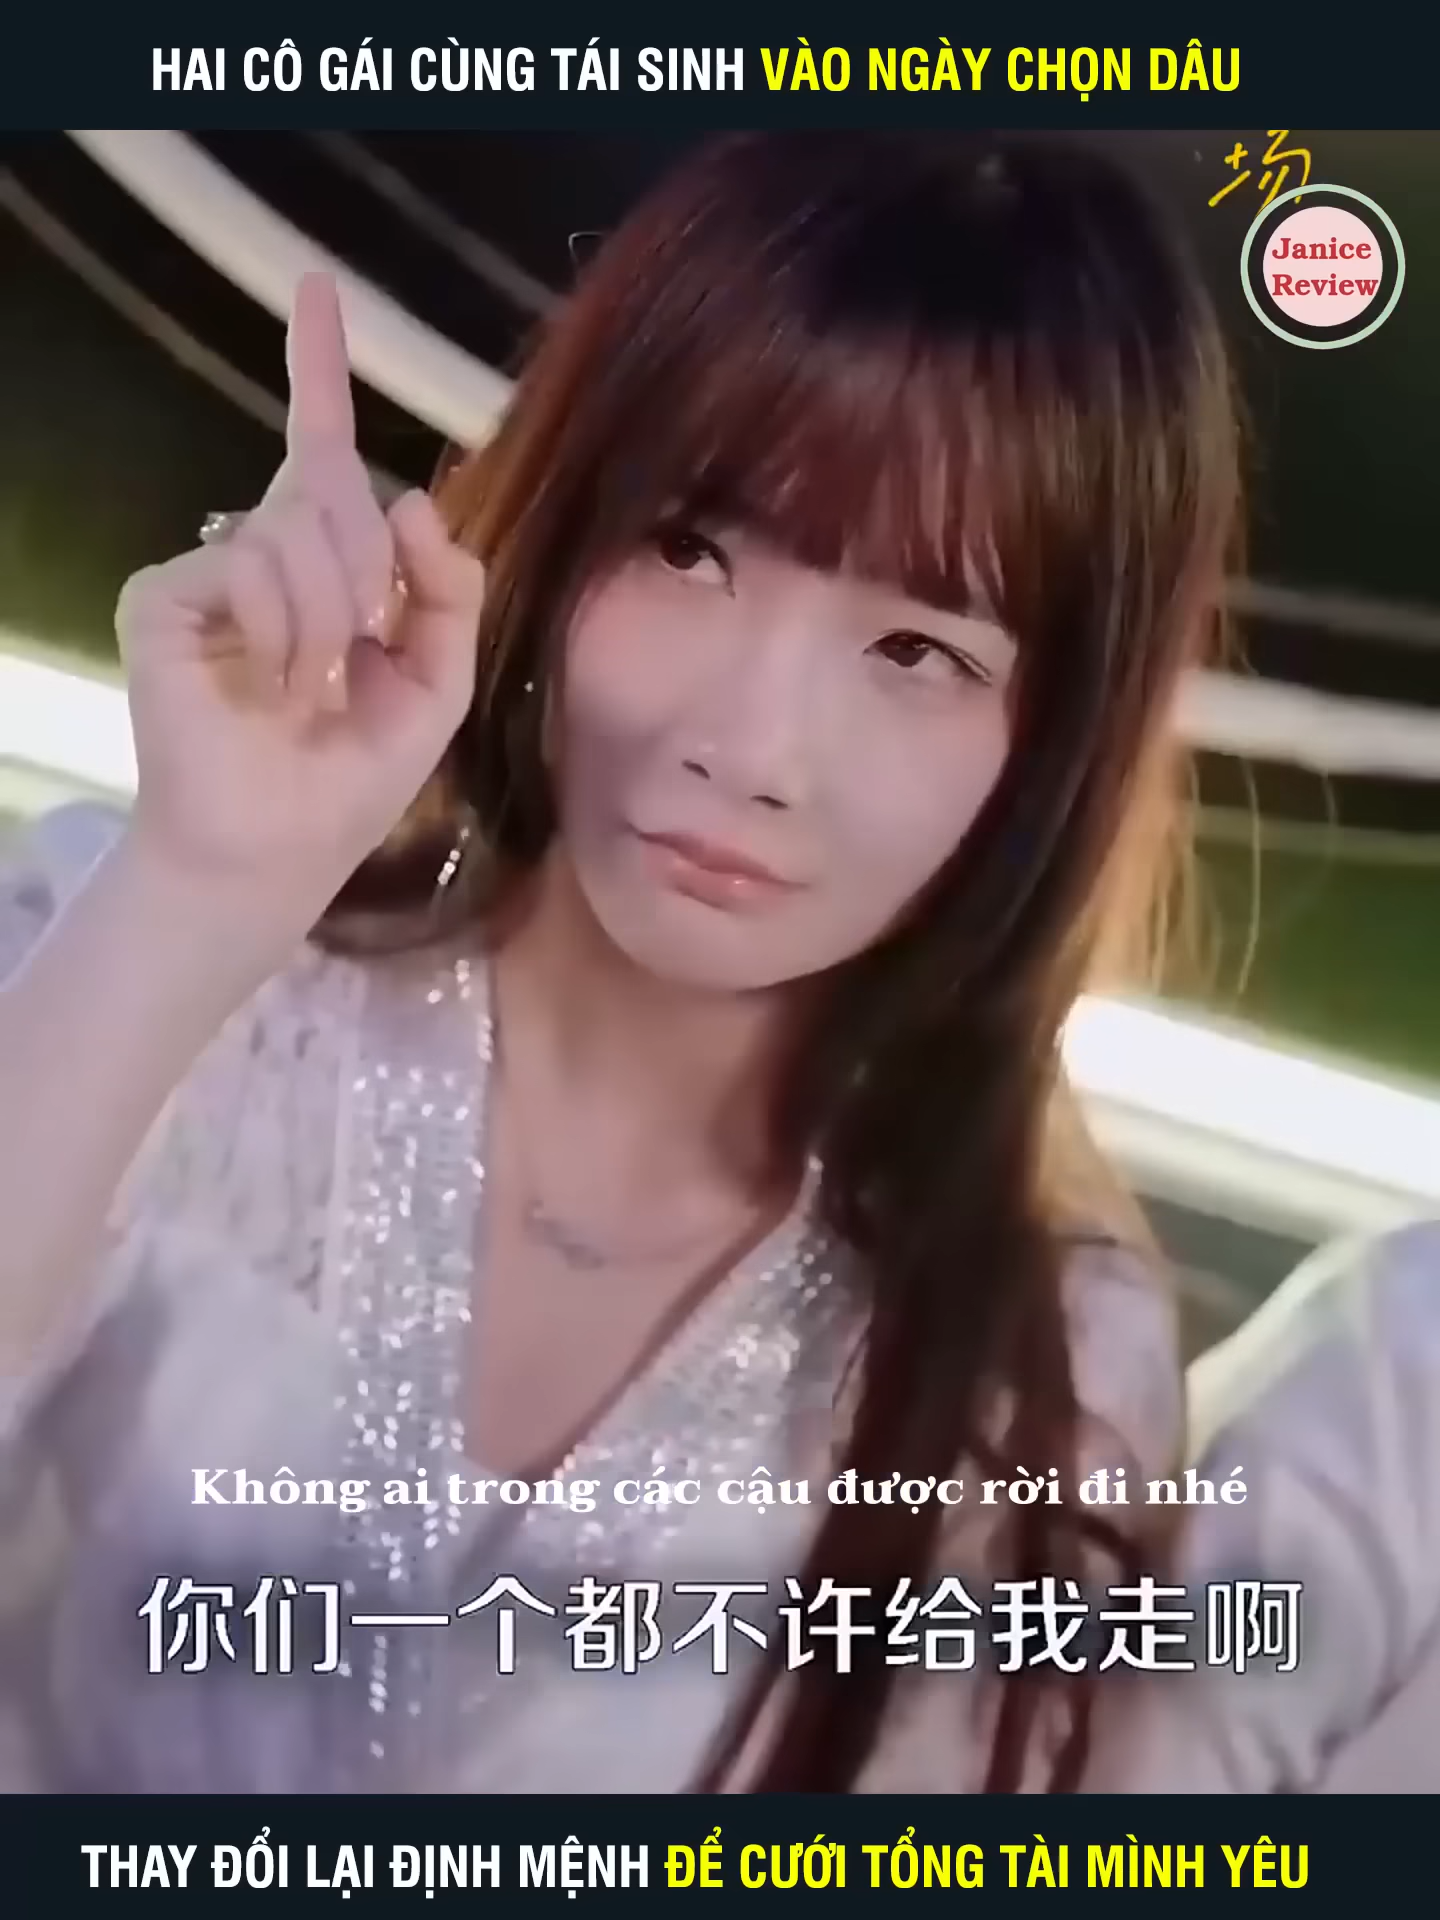 HAI CÔ GÁI CÙNG TÁI SINH VÀO NGÀY CHỌN DÂU
场
Janice
Review
Không ai trong các cậu được rời đi nhé
你们一个都不许给我走啊
THAY ĐỔI LẠI ĐỊNH MỆNH ĐỂ CƯỚI TỔNG TÀI MÌNH YÊU